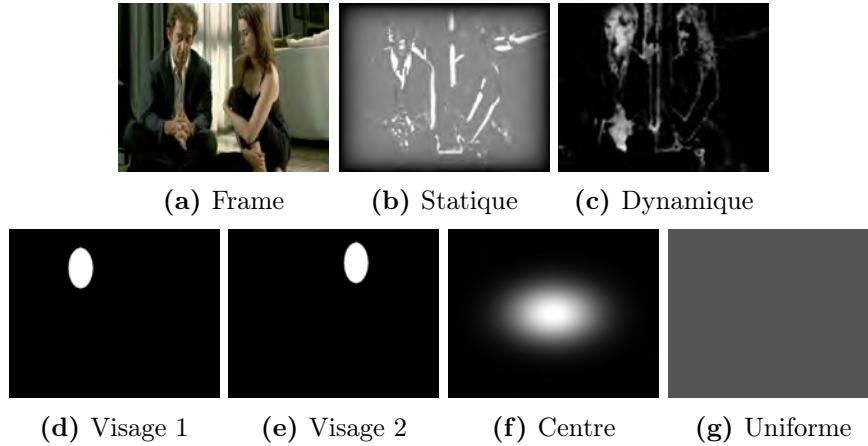 (a) Frame
(b) Statique
(c) Dynamique
(d) Visage 1
(e) Visage 2
(f) Centre
(g) Uniforme